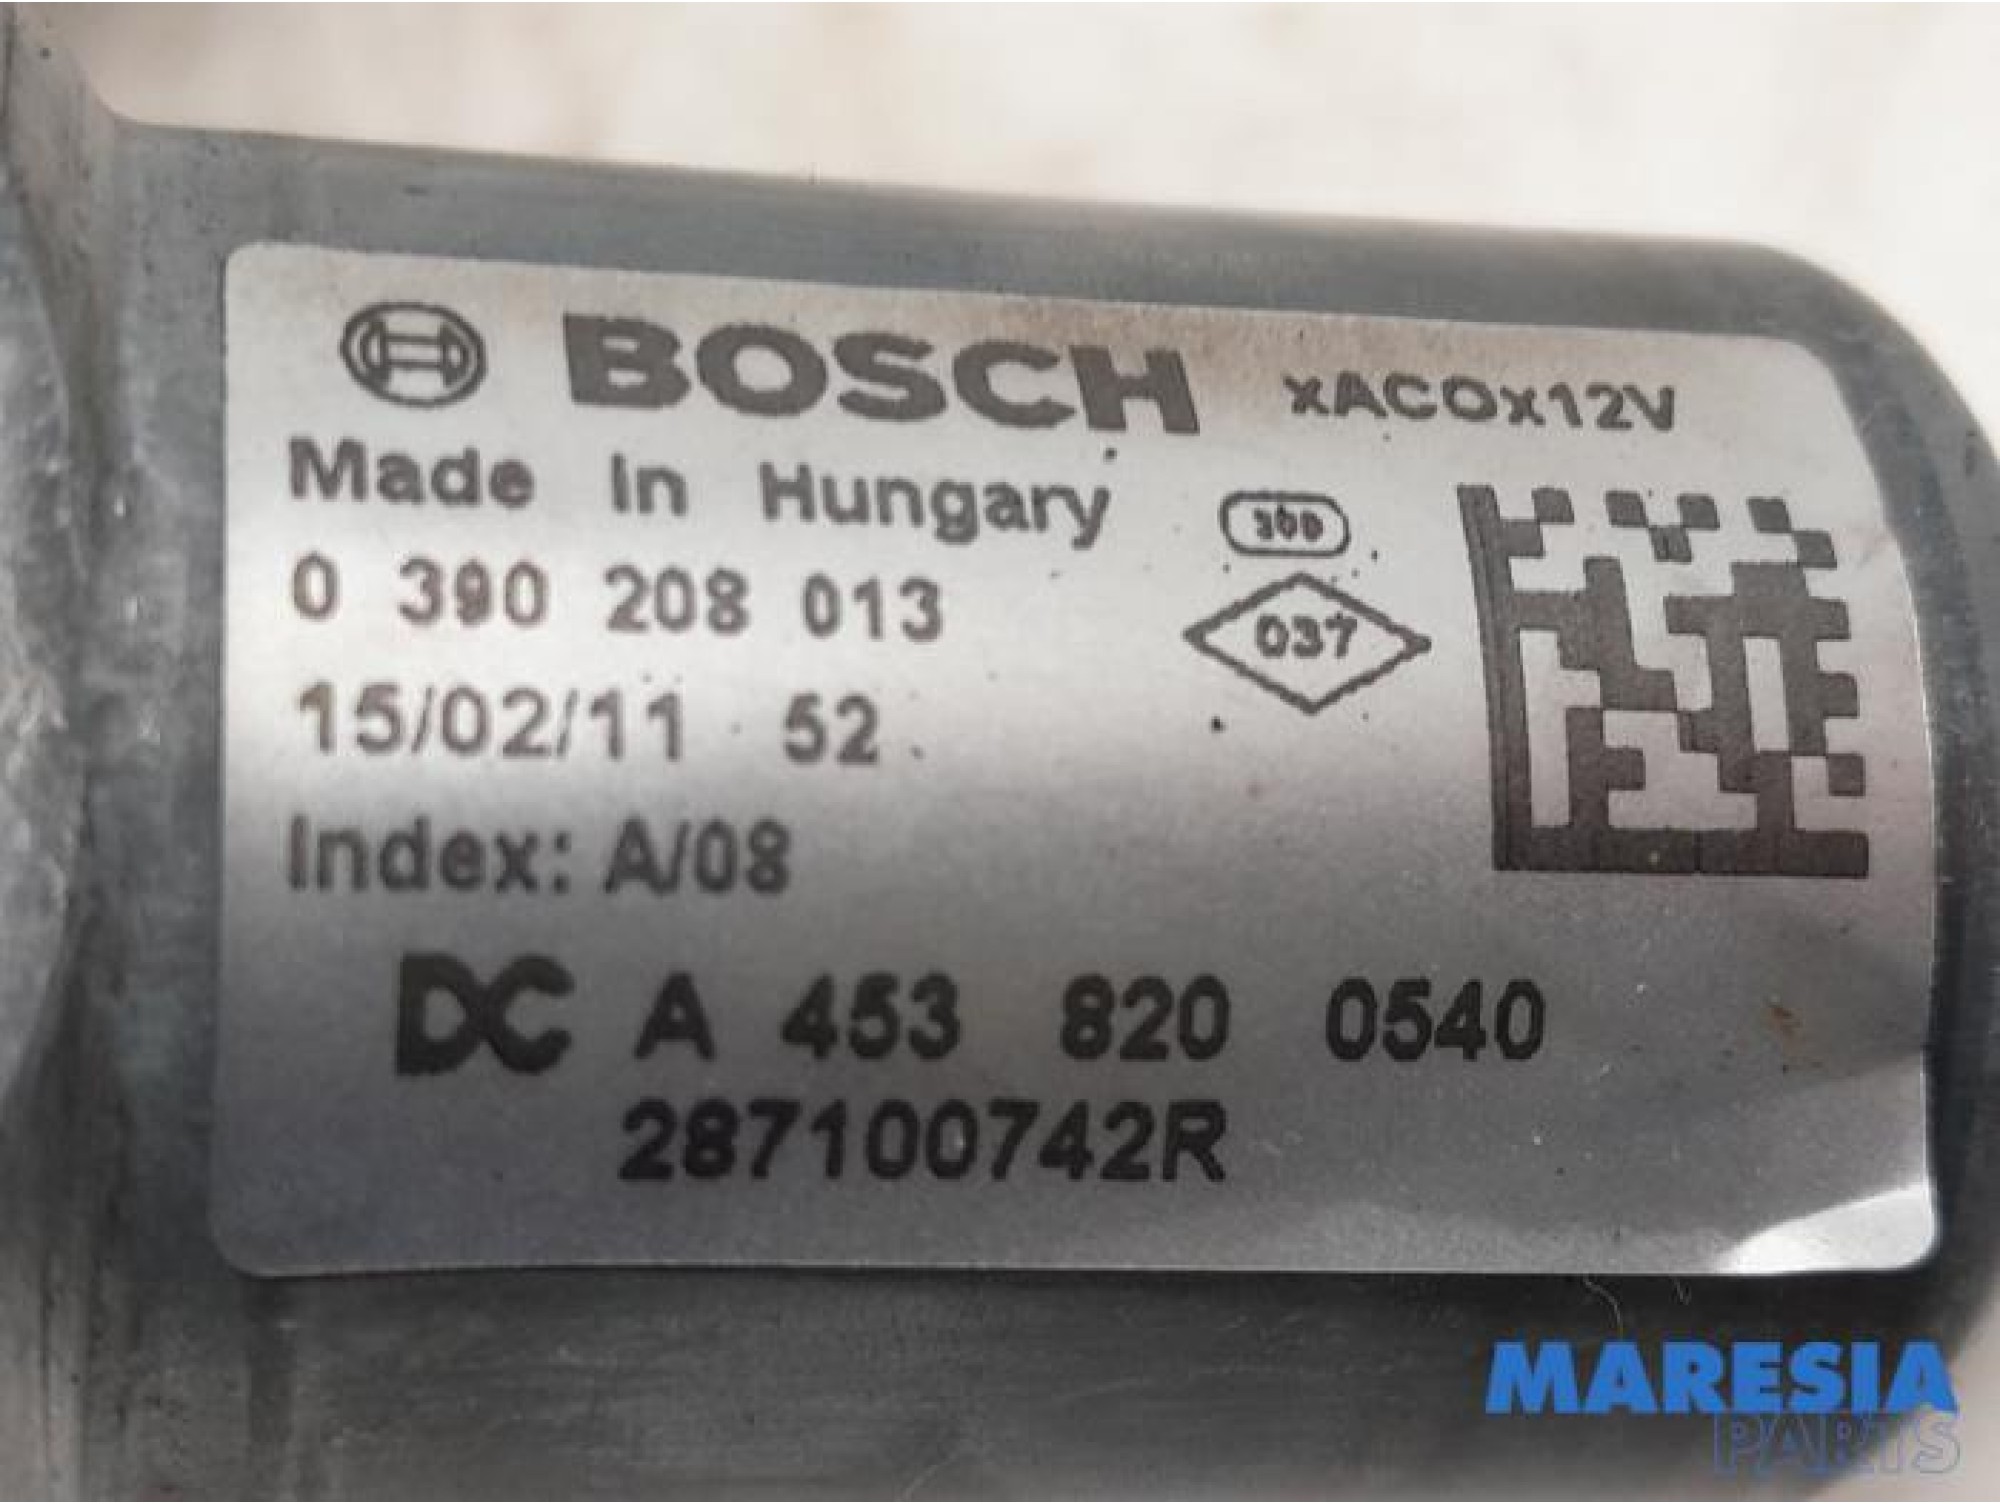 BOSCH xACOx12V
Made in Hungary
0 390 208 013
037
15/02/11 52
Index: A/08
DC A 453 820 0540
287100742R
MARESIA
PARTS